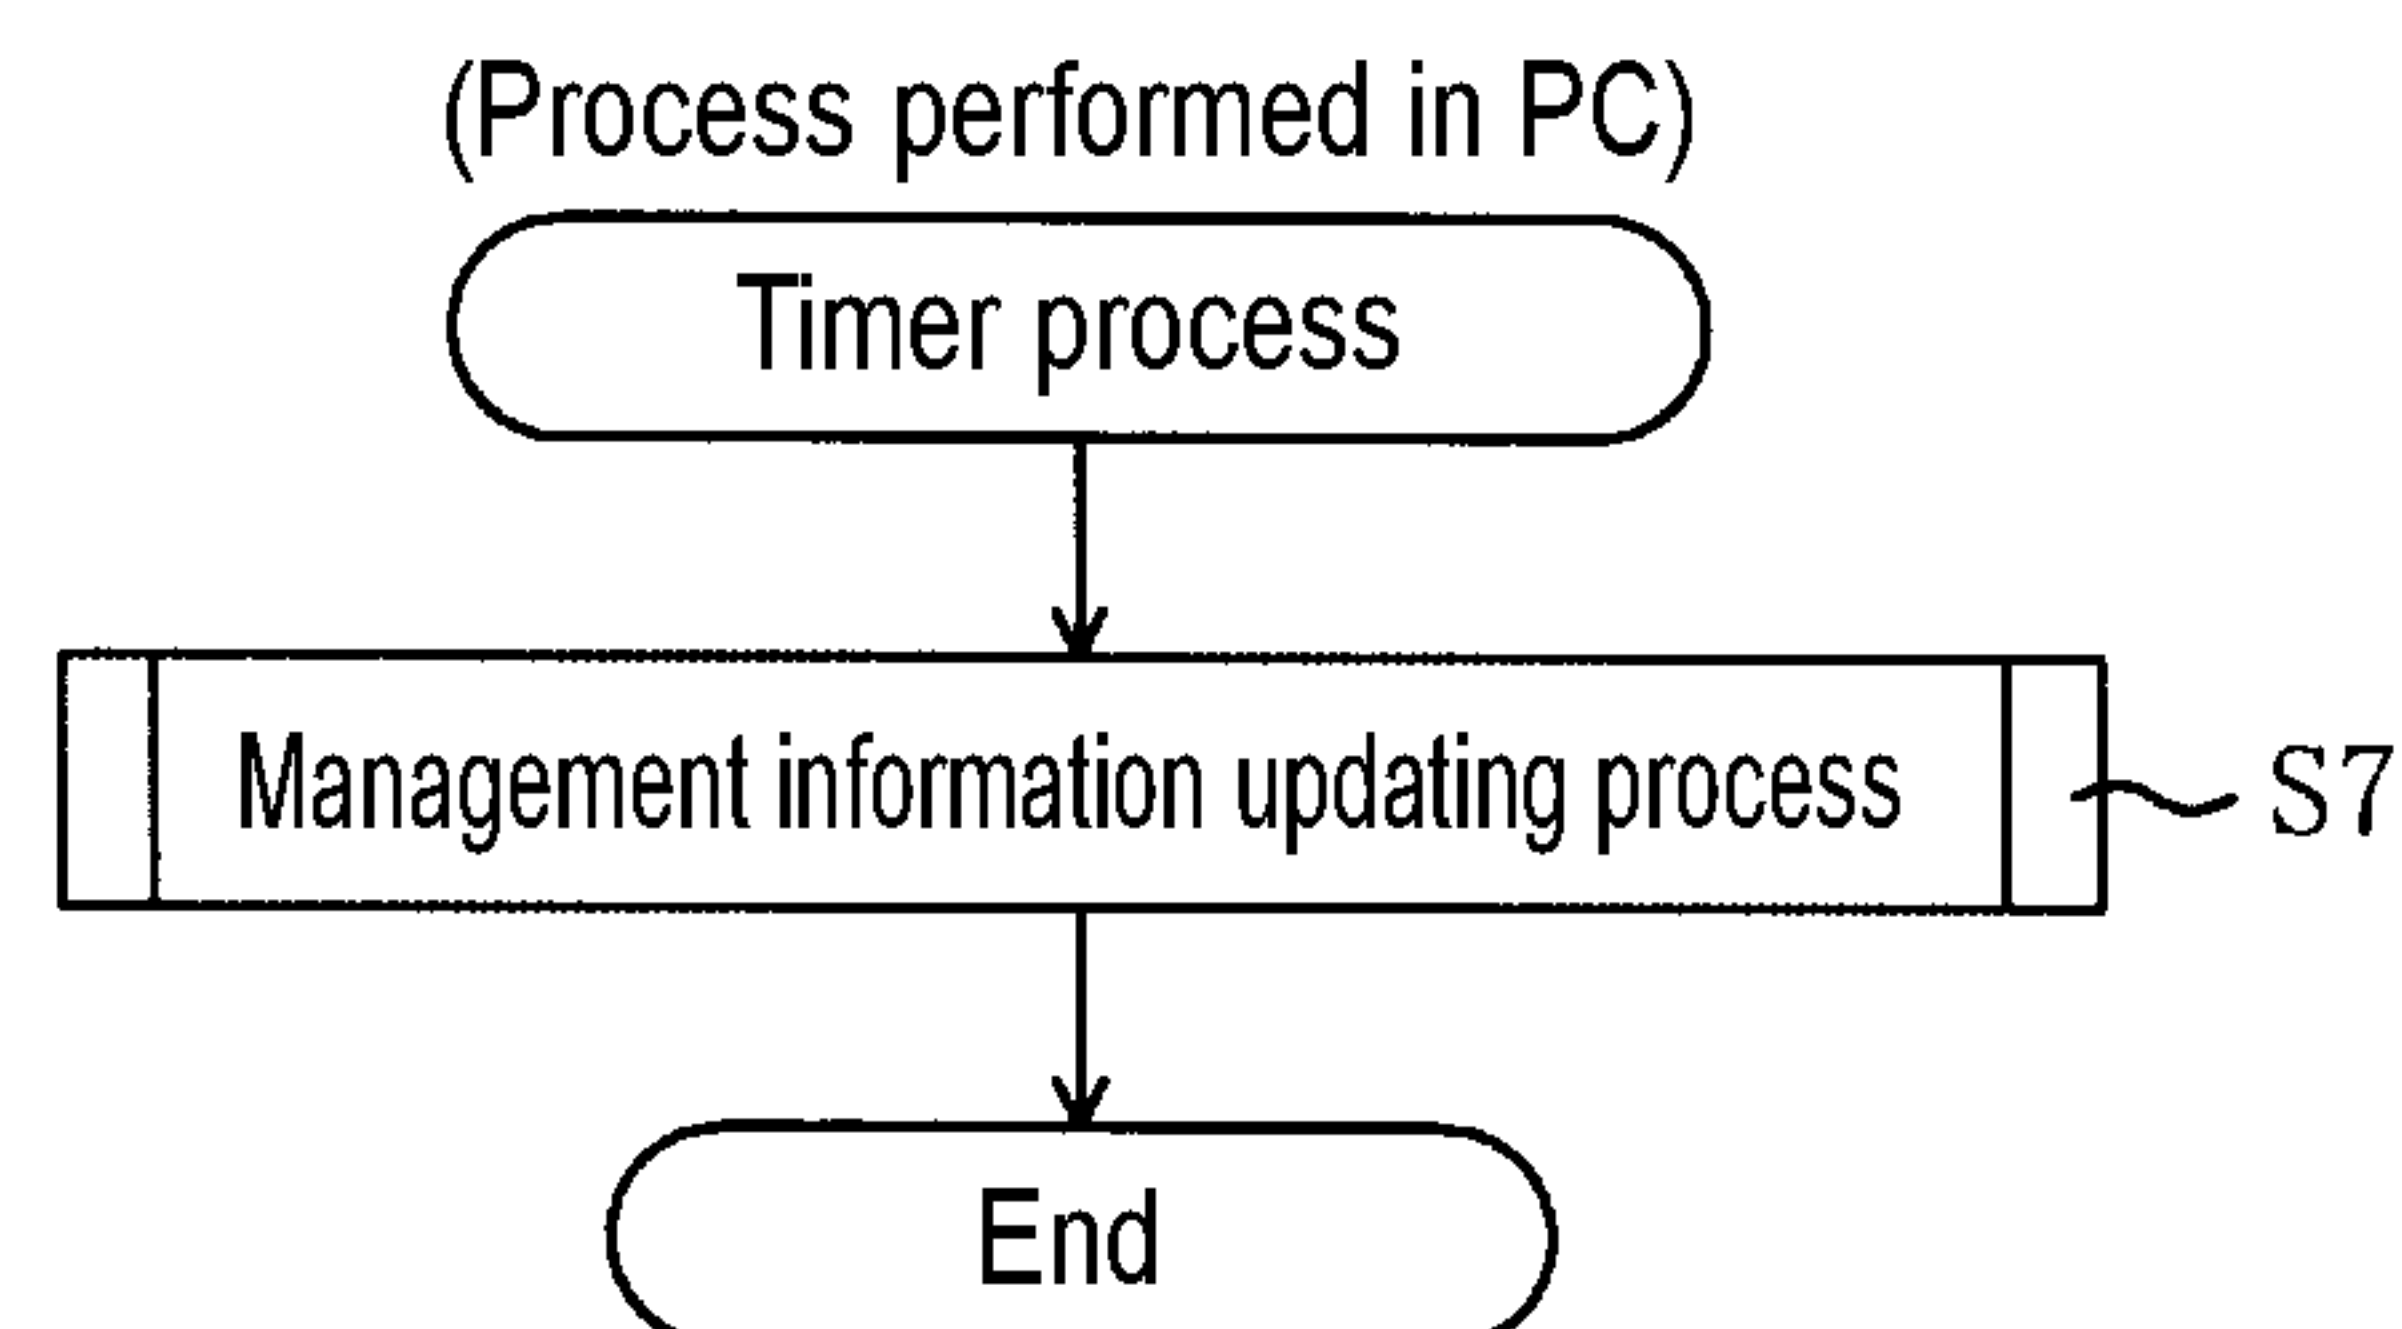 (Process performed in PC)
Timer process
Management information updating process
S7
End